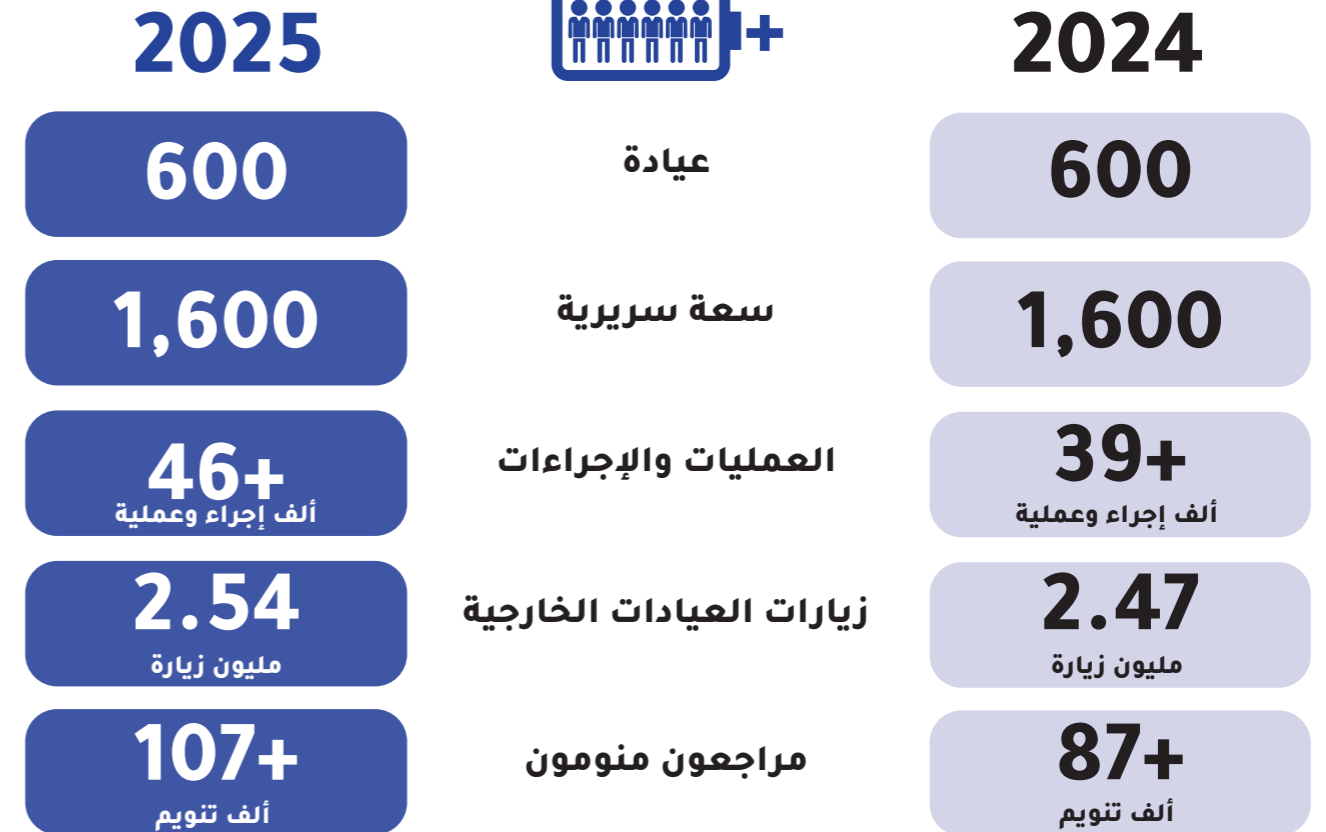 2024
2025
600
عيادة
600
1,600
سعة سريرية
1,600
39+
ألف إجراء وعملية
العمليات والإجراءات
46+
ألف إجراء وعملية
2.47
مليون زيارة
زيارات العيادات الخارجية
2.54
مليون زيارة
87+
ألف تنويم
مراجعون منومون
107+
ألف تنويم